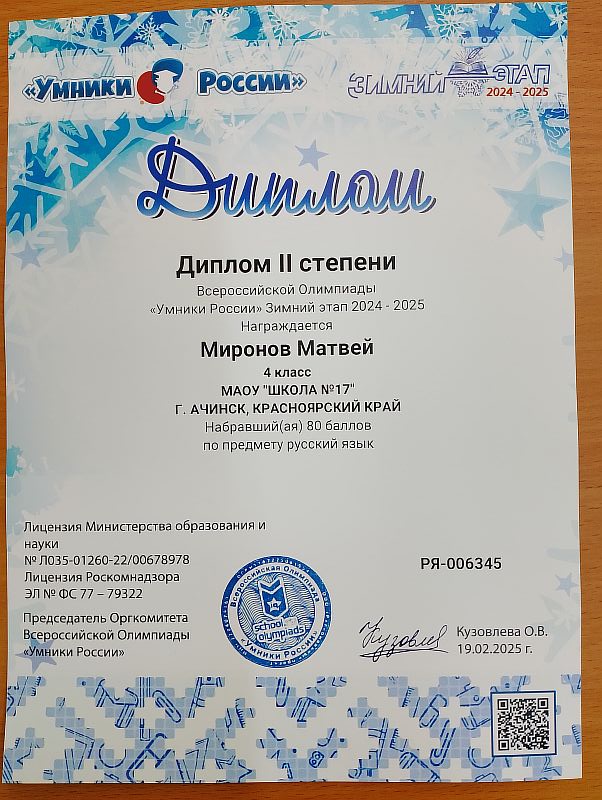 «Умники России»
ЗИМНИЙ ЭТАП
2024 - 2025
Диплом
Диплом II степени
Всероссийской Олимпиады
«Умники России» Зимний этап 2024 - 2025
Награждается
Миронов Матвей
4 класс
МАОУ "ШКОЛА №17"
Г. АЧИНСК, КРАСНОЯРСКИЙ КРАЙ
Набравший(ая) 80 баллов
по предмету русский язык
Лицензия Министерства образования и
науки
№ Л035-01260-22/00678978
Лицензия Роскомнадзора
ЭЛ № ФС 77 – 79322
РЯ-006345
Председатель Оргкомитета
Всероссийской Олимпиады
«Умники России»
Всероссийская Олимпиада
school
olympiads
«Умники России»
Кузовлева О.В.
19.02.2025 г.